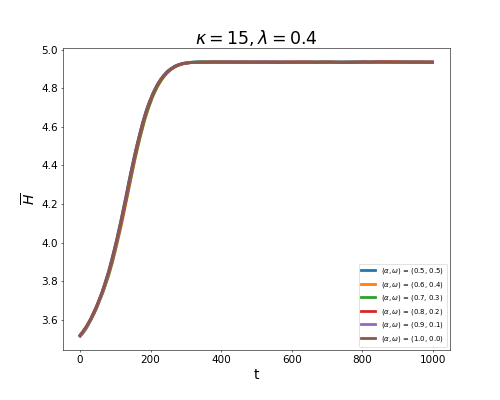 κ = 15, λ = 0.4
5.0
4.8
4.6
4.4
4.2
4.0
3.8
3.6
H̅
0 200 400 600 800 1000
t
(α, ω) = (0.5, 0.5)
(α, ω) = (0.6, 0.4)
(α, ω) = (0.7, 0.3)
(α, ω) = (0.8, 0.2)
(α, ω) = (0.9, 0.1)
(α, ω) = (1.0, 0.0)